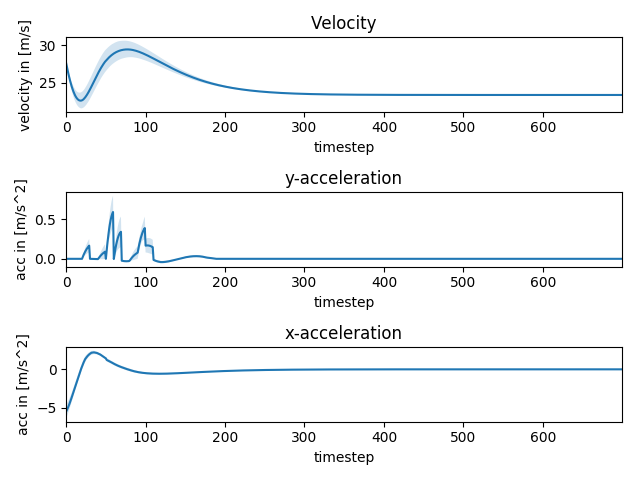 Velocity
velocity in [m/s]
30
25
0 100 200 300 400 500 600
timestep
y-acceleration
acc in [m/s^2]
0.5
0.0
0 100 200 300 400 500 600
timestep
x-acceleration
acc in [m/s^2]
0
−5
0 100 200 300 400 500 600
timestep